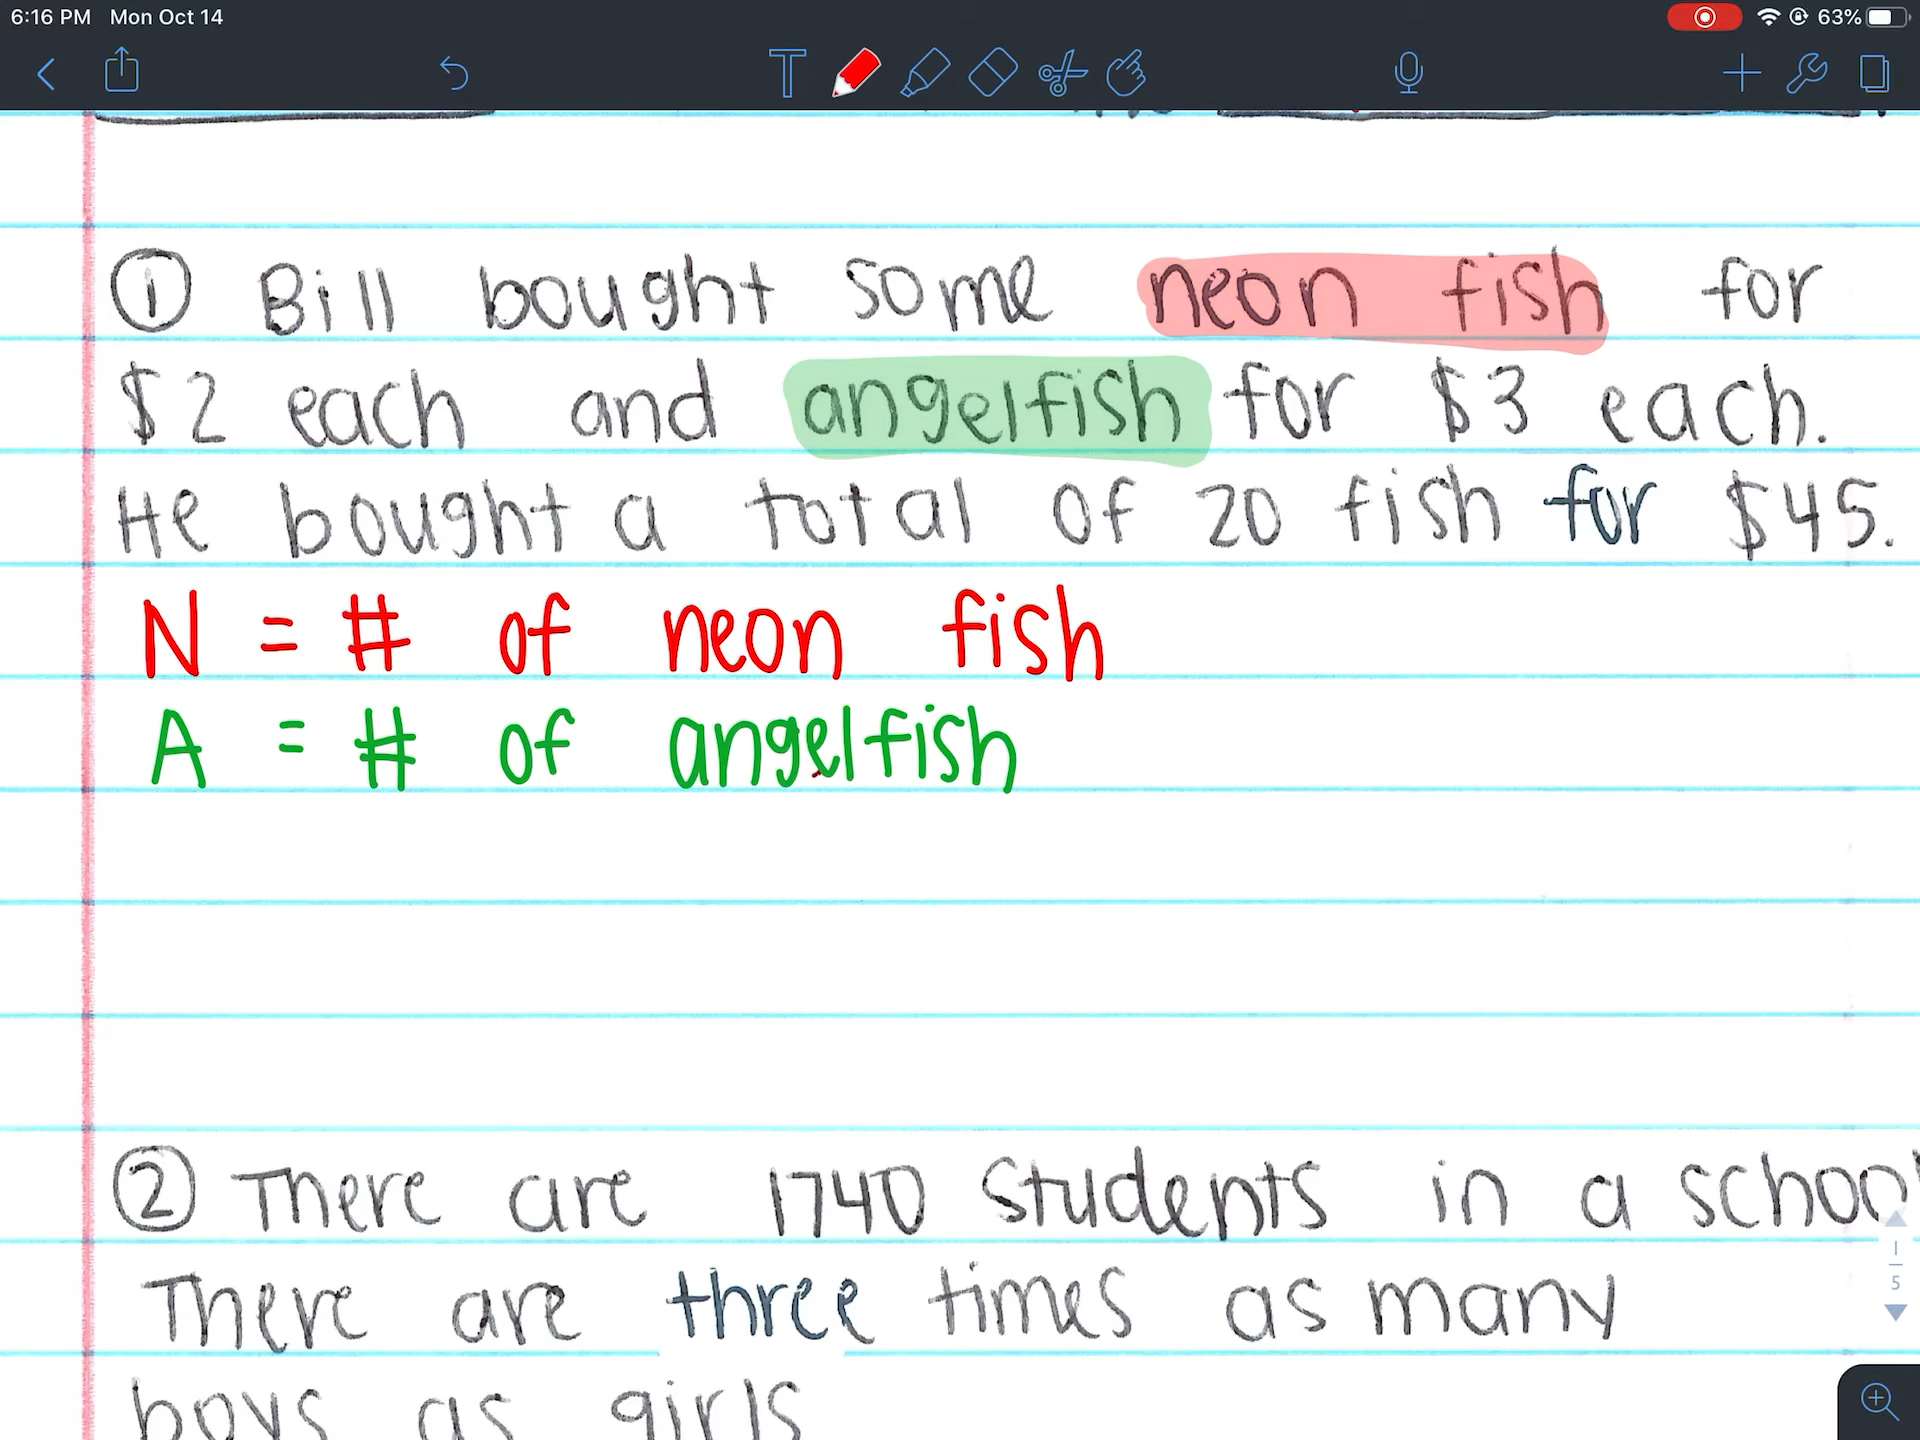 6:16 PM Mon Oct 14 63%
① Bill bought some neon fish for
$2 each and angelfish for $3 each.
He bought a total of 20 fish for $45.
N = # of neon fish
A = # of angelfish
② There are 1740 students in a school
There are three times as many
boys as girls
1
5